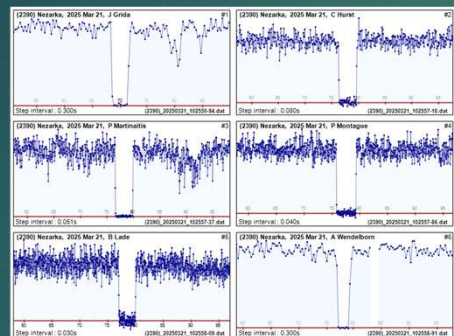 (2390) Nezarka, 2025 Mar 21, J Grida #1
Step interval : 0.300s (2390)_20250321_102550-94.dat
(2390) Nezarka, 2025 Mar 21, C Hurst #2
Step interval : 0.080s (2390)_20250321_102557-18.dat
(2390) Nezarka, 2025 Mar 21, P Martinaitis #3
Step interval : 0.061s (2390)_20250321_102557-37.dat
(2390) Nezarka, 2025 Mar 21, P Montague #4
Step interval : 0.040s (2390)_20250321_102557-86.dat
(2390) Nezarka, 2025 Mar 21, B Lade #5
Step interval : 0.030s (2390)_20250321_102558-09.dat
(2390) Nezarka, 2025 Mar 21, A Wendelborn #6
Step interval : 0.300s (2390)_20250321_102558-91.dat